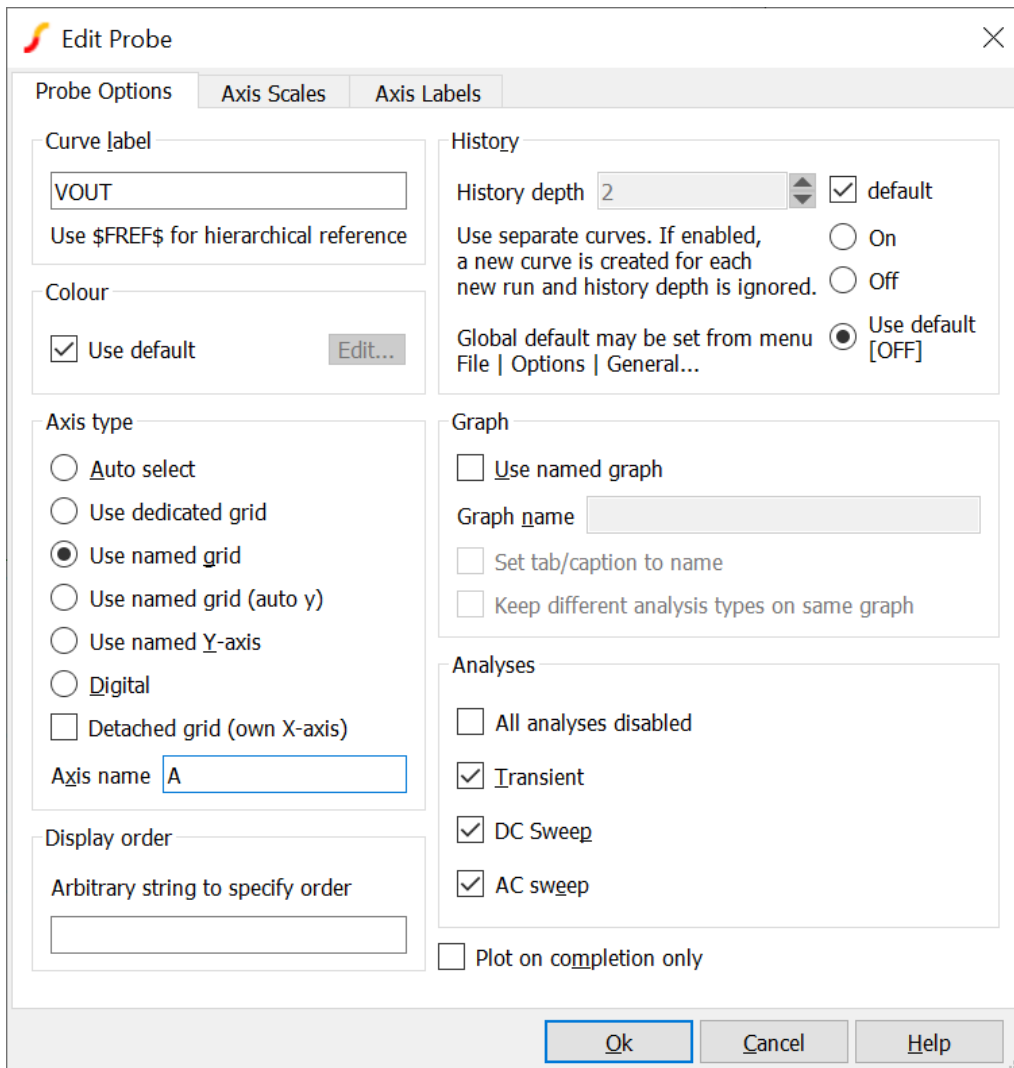 Edit Probe
Probe Options
Axis Scales
Axis Labels
Curve label
VOUT
Use $FREF$ for hierarchical reference
Colour
Use default
Edit...
Axis type
Auto select
Use dedicated grid
Use named grid
Use named grid (auto y)
Use named Y-axis
Digital
Detached grid (own X-axis)
Axis name A
Display order
Arbitrary string to specify order
History
History depth 2
default
Use separate curves. If enabled,
a new curve is created for each
new run and history depth is ignored.
On
Off
Global default may be set from menu
File | Options | General...
Use default
[OFF]
Graph
Use named graph
Graph name
Set tab/caption to name
Keep different analysis types on same graph
Analyses
All analyses disabled
Transient
DC Sweep
AC sweep
Plot on completion only
Ok
Cancel
Help